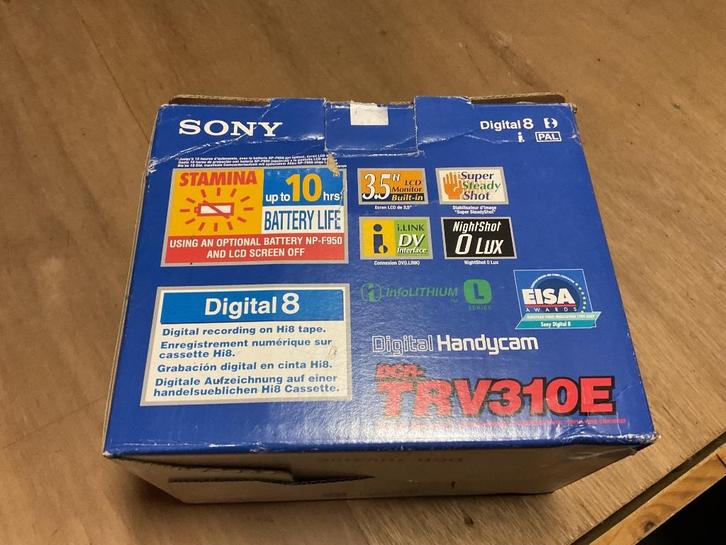 SONY
Digital 8
PAL
STAMINA
up to 10 hrs
BATTERY LIFE
USING AN OPTIONAL BATTERY NP-F950
AND LCD SCREEN OFF
3.5"
LCD
Monitor
Built-in
Ecran LCD de 3.5"
Super
Steady
Shot
Stabilisateur d'image
"Super SteadyShot"
i.LINK
DV
Interface
Connexion DV(i.LINK)
NightShot
0 LUX
NightShot 0 Lux
InfoLITHIUM
L
SERIES
EISA
AWARDS
Sony Digital 8
Digital 8
Digital recording on Hi8 tape.
Enregistrement numérique sur
cassette Hi8.
Grabación digital en cinta Hi8.
Digitale Aufzeichnung auf einer
handelsueblichen Hi8 Cassette.
Digital Handycam
DCR-
TRV310E